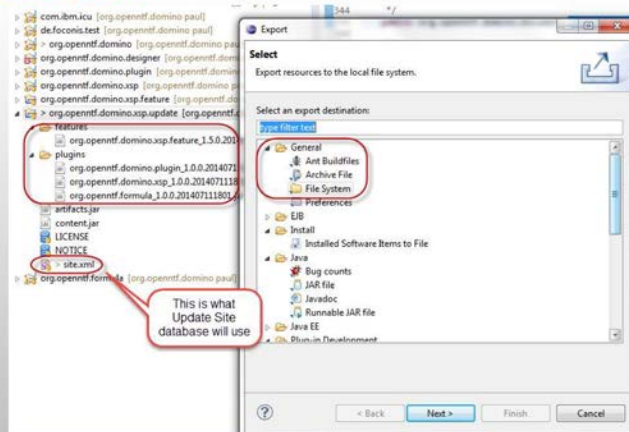 com.ibm.icu [org.openntf.domino paul]
de.foconis.test [org.openntf.domino paul]
> org.openntf.domino [org.openntf.domino paul]
org.openntf.domino.designer [org.openntf.d
org.openntf.domino.plugin [org.openntf.do
org.openntf.domino.xsp [org.openntf.domino
org.openntf.domino.xsp.feature [org.openntf
> org.openntf.domino.xsp.update [org.openntf.d
features
org.openntf.domino.xsp.feature_1.5.0.201
plugins
org.openntf.domino.plugin_1.0.0.2014071
org.openntf.domino.xsp_1.0.0.201407118
org.openntf.formula_1.0.0.201407111801
artifacts.jar
content.jar
LICENSE
NOTICE
> site.xml
org.openntf.formula [org.openntf.domino paul]
This is what
Update Site
database will use
344
*/
Export
Select
Export resources to the local file system.
Select an export destination:
type filter text
General
Ant Buildfiles
Archive File
File System
Preferences
EJB
Install
Installed Software Items to File
Java
Bug counts
JAR file
Javadoc
Runnable JAR file
Java EE
Plug-in Development
?
< Back
Next >
Finish
Cancel